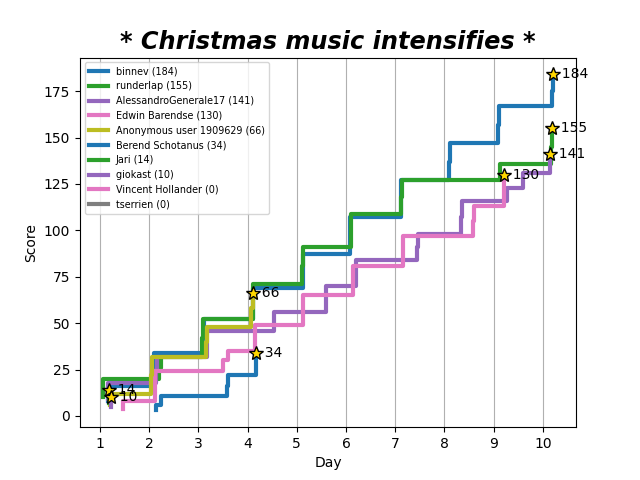 * Christmas music intensifies *
binnev (184)
runderlap (155)
AlessandroGenerale17 (141)
Edwin Barendse (130)
Anonymous user 1909629 (66)
Berend Schotanus (34)
Jari (14)
giokast (10)
Vincent Hollander (0)
tserrien (0)
184
155
141
130
66
34
14
10
Score
175
150
125
100
75
50
25
0
1 2 3 4 5 6 7 8 9 10
Day